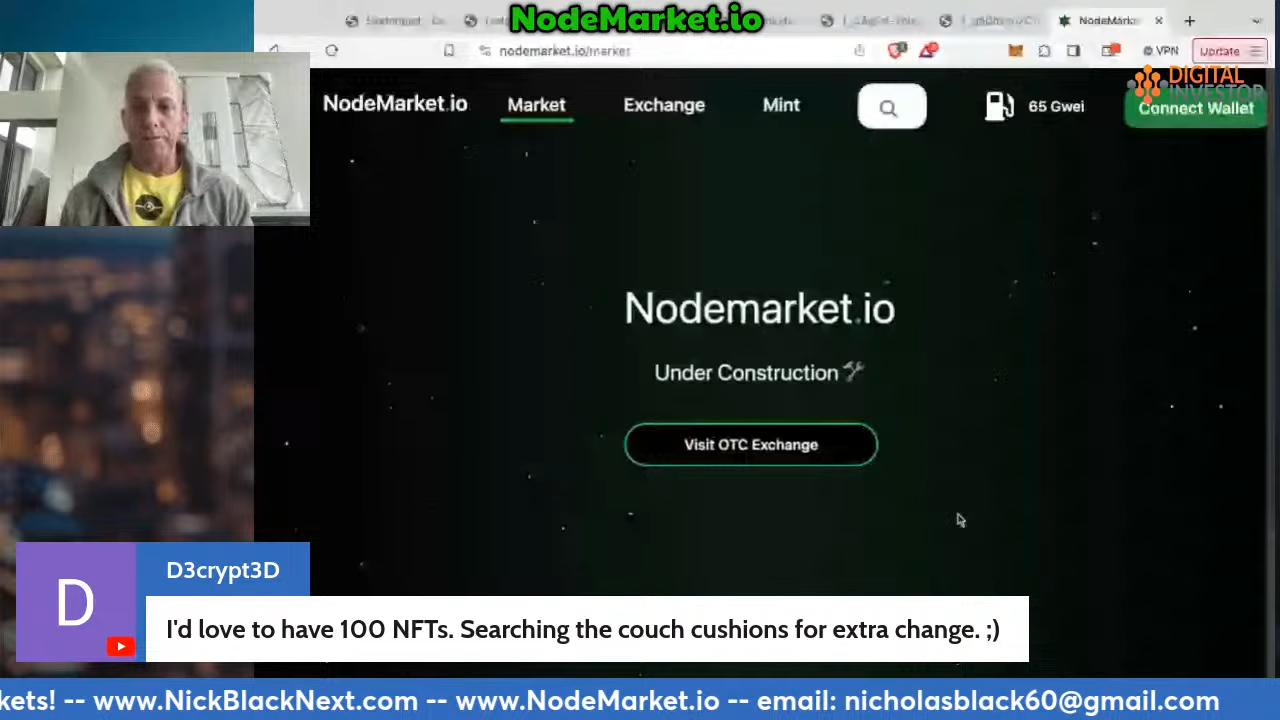 NodeMarket.io
NodeMarke
nodemarket.io/market
VPN
Update
DIGITAL
INVESTOR
NodeMarket.io
Market
Exchange
Mint
65 Gwei
Connect Wallet
Nodemarket.io
Under Construction
Visit OTC Exchange
D
D3crypt3D
I'd love to have 100 NFTs. Searching the couch cushions for extra change. ;)
kets! -- www.NickBlackNext.com -- www.NodeMarket.io -- email: nicholasblack60@gmail.com